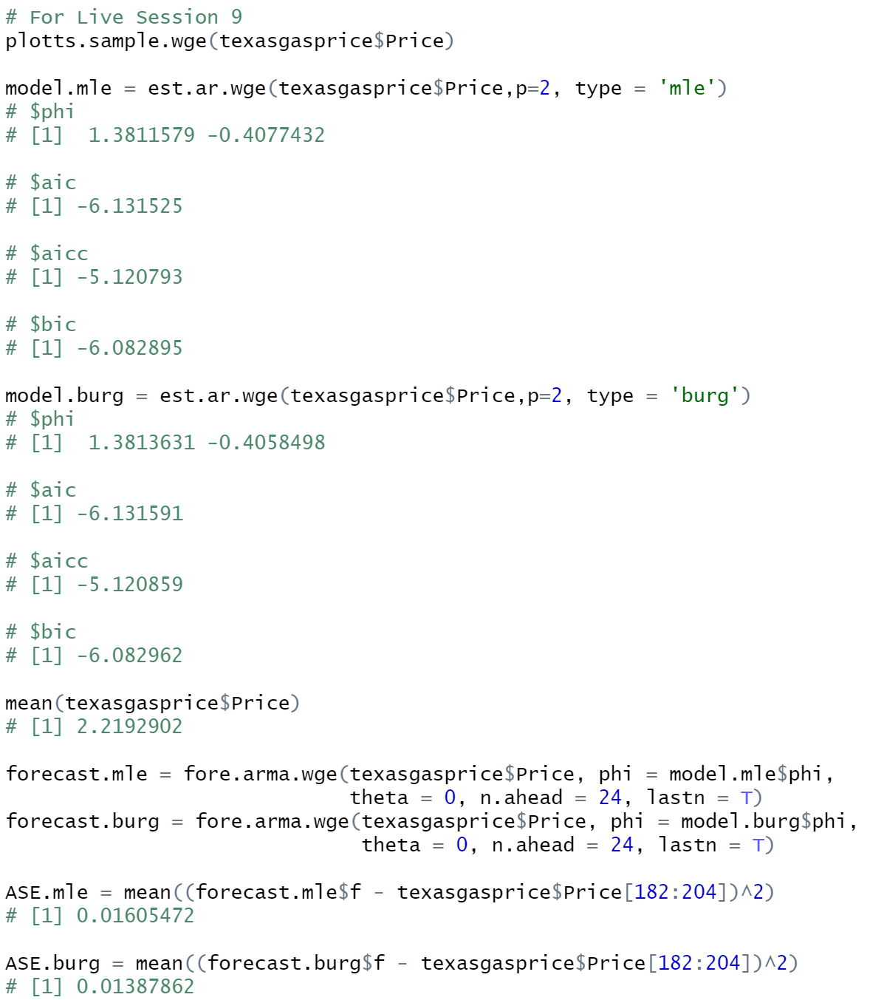 # For Live Session 9
plotts.sample.wge(texasgasprice$Price)
model.mle = est.ar.wge(texasgasprice$Price,p=2, type = 'mle')
# $phi
# [1]  1.3811579 -0.4077432
# $aic
# [1] -6.131525
# $aicc
# [1] -5.120793
# $bic
# [1] -6.082895
model.burg = est.ar.wge(texasgasprice$Price,p=2, type = 'burg')
# $phi
# [1]  1.3813631 -0.4058498
# $aic
# [1] -6.131591
# $aicc
# [1] -5.120859
# $bic
# [1] -6.082962
mean(texasgasprice$Price)
# [1] 2.2192902
forecast.mle = fore.arma.wge(texasgasprice$Price, phi = model.mle$phi,
theta = 0, n.ahead = 24, lastn = T)
forecast.burg = fore.arma.wge(texasgasprice$Price, phi = model.burg$phi,
theta = 0, n.ahead = 24, lastn = T)
ASE.mle = mean((forecast.mle$f - texasgasprice$Price[182:204])^2)
# [1] 0.01605472
ASE.burg = mean((forecast.burg$f - texasgasprice$Price[182:204])^2)
# [1] 0.01387862